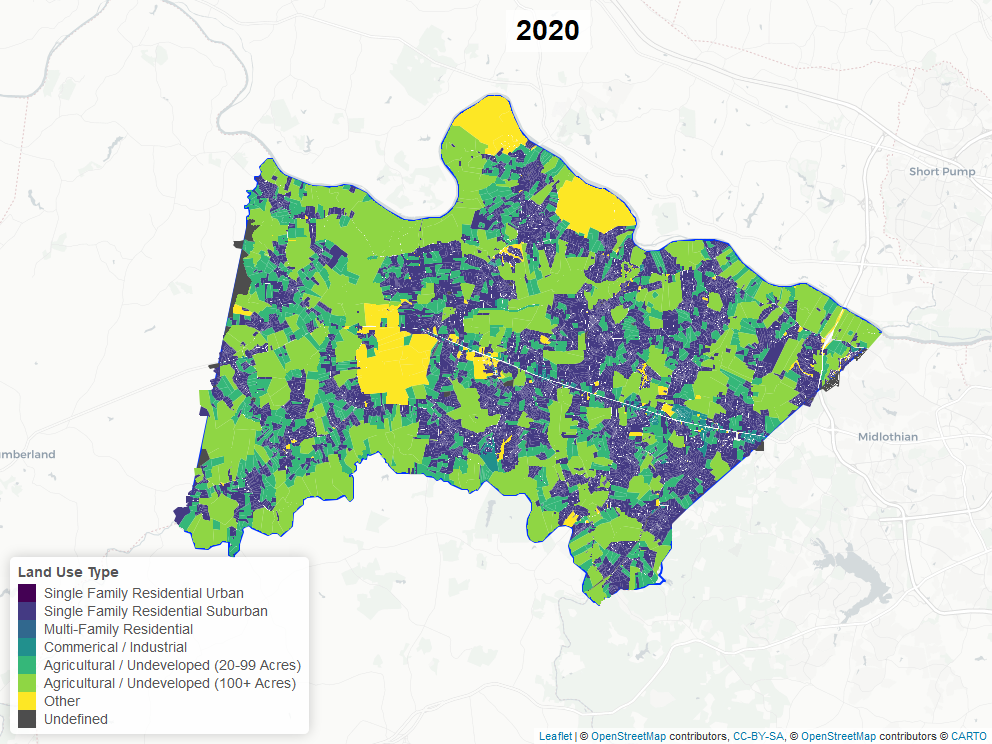 2020
Short Pump
Midlothian
umberland
Land Use Type
Single Family Residential Urban
Single Family Residential Suburban
Multi-Family Residential
Commerical / Industrial
Agricultural / Undeveloped (20-99 Acres)
Agricultural / Undeveloped (100+ Acres)
Other
Undefined
Leaflet | © OpenStreetMap contributors, CC-BY-SA, © OpenStreetMap contributors © CARTO